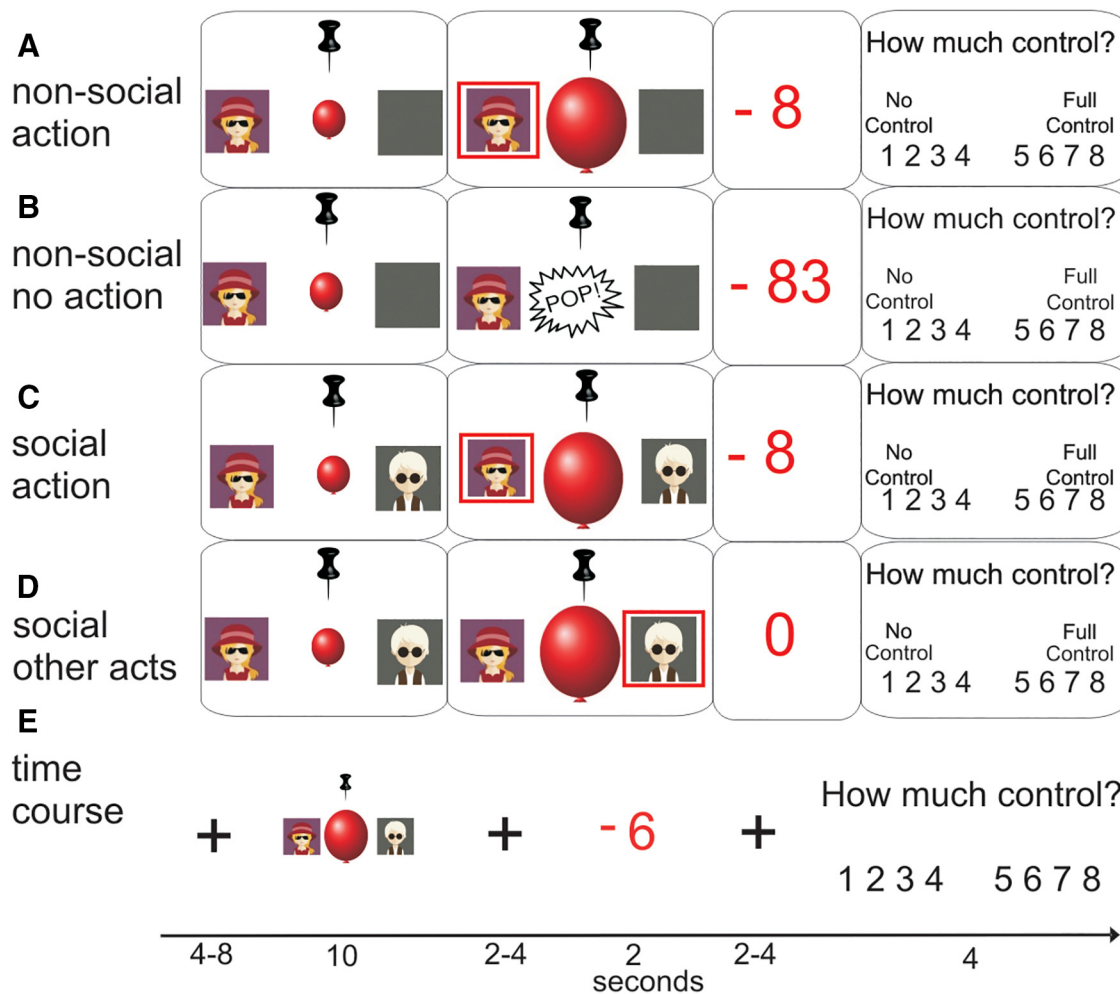 A
non-social
action
- 8
How much control?
No Control
Full Control
1 2 3 4 5 6 7 8
B
non-social
no action
POP!
- 83
How much control?
No Control
Full Control
1 2 3 4 5 6 7 8
C
social
action
- 8
How much control?
No Control
Full Control
1 2 3 4 5 6 7 8
D
social
other acts
0
How much control?
No Control
Full Control
1 2 3 4 5 6 7 8
E
time
course
+ + - 6 +
How much control?
1 2 3 4 5 6 7 8
4-8 10 2-4 2 2-4 4
seconds